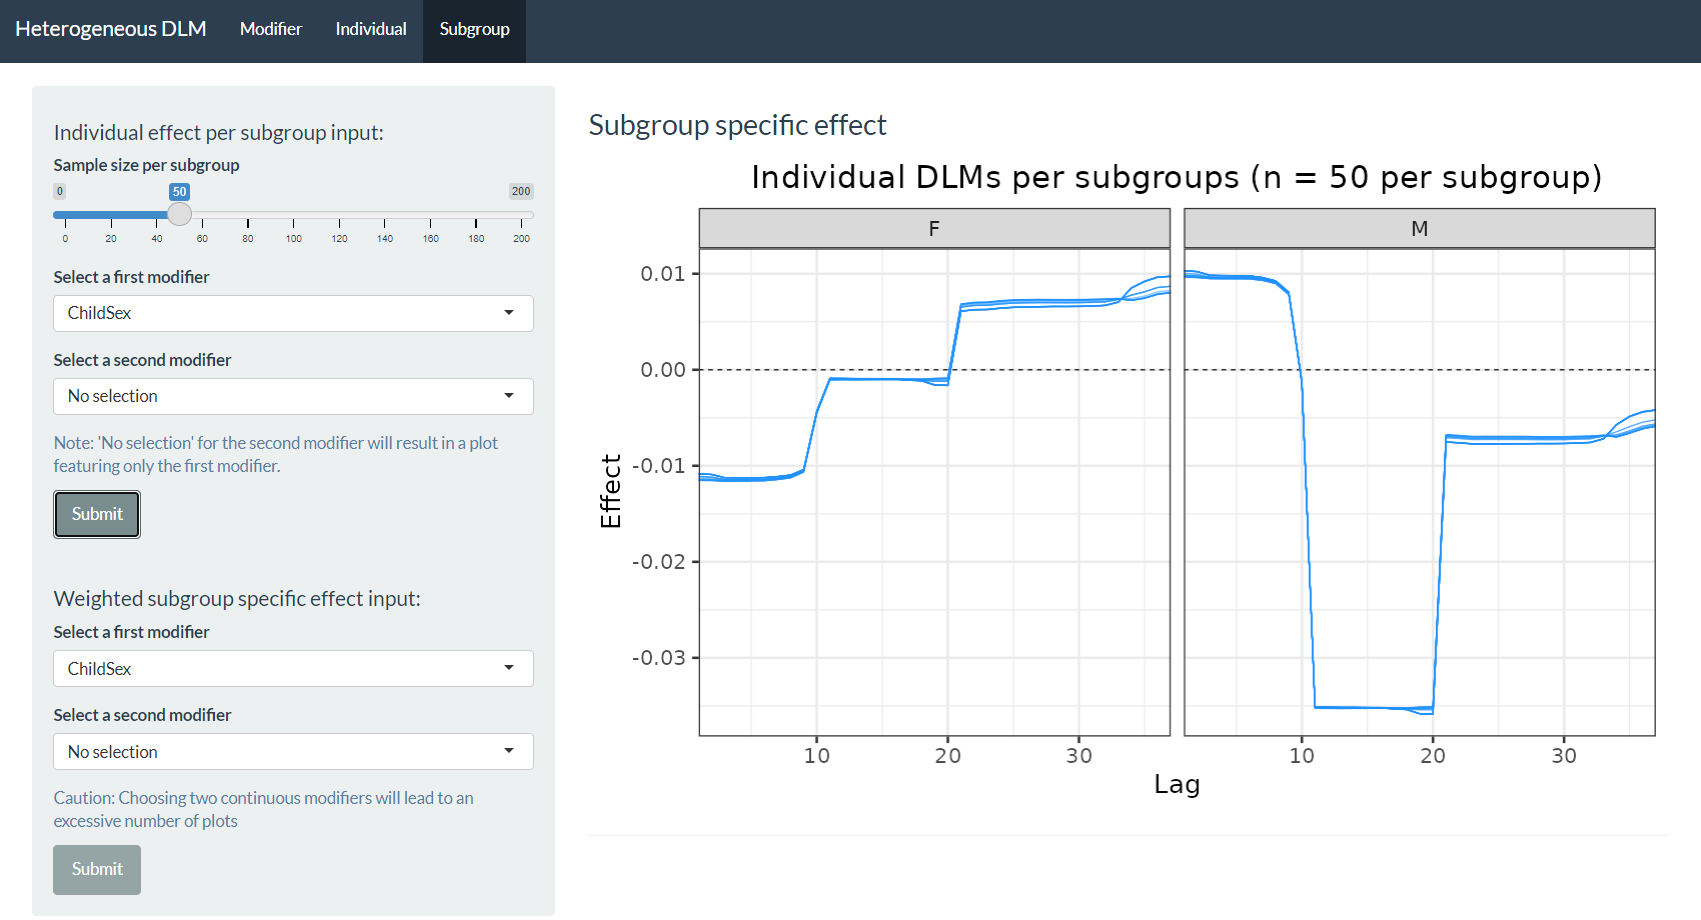 Heterogeneous DLM Modifier Individual Subgroup
Individual effect per subgroup input:
Sample size per subgroup
0 50 200
0 20 40 60 80 100 120 140 160 180 200
Select a first modifier
ChildSex
Select a second modifier
No selection
Note: 'No selection' for the second modifier will result in a plot
featuring only the first modifier.
Submit
Weighted subgroup specific effect input:
Select a first modifier
ChildSex
Select a second modifier
No selection
Caution: Choosing two continuous modifiers will lead to an
excessive number of plots
Submit
Subgroup specific effect
Individual DLMs per subgroups (n = 50 per subgroup)
F M
0.01
0.00
-0.01
-0.02
-0.03
Effect
10 20 30 10 20 30
Lag